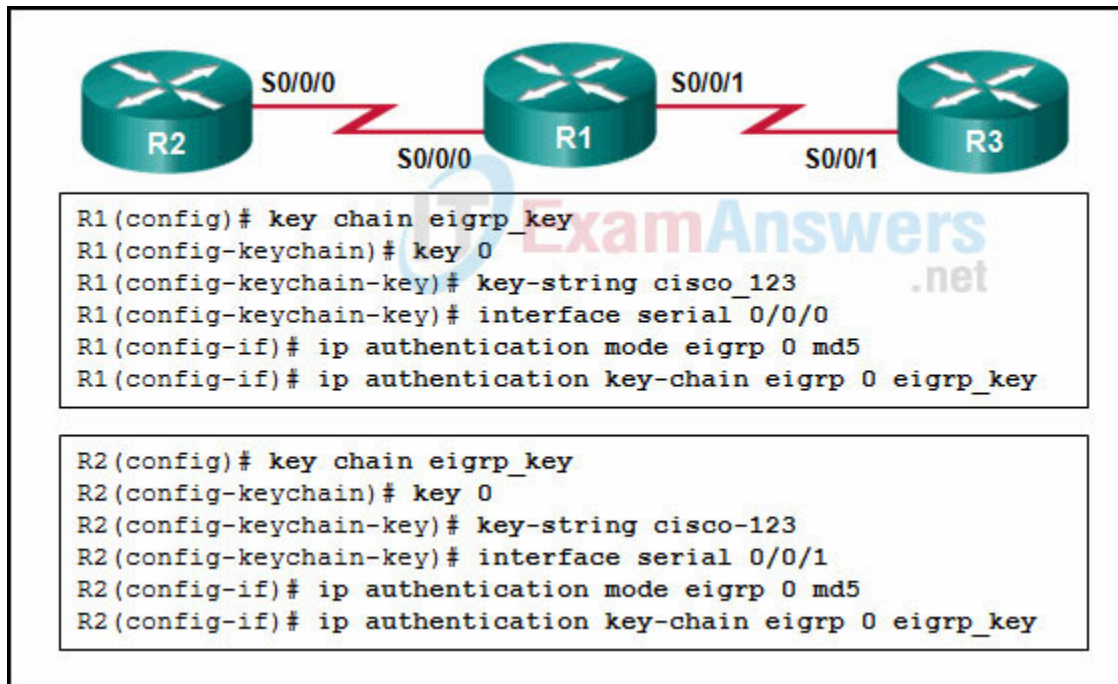 S0/0/0
S0/0/1
R2
R1
R3
S0/0/0
S0/0/1
ITExamAnswers
.net
R1(config)# key chain eigrp_key
R1(config-keychain)# key 0
R1(config-keychain-key)# key-string cisco_123
R1(config-keychain-key)# interface serial 0/0/0
R1(config-if)# ip authentication mode eigrp 0 md5
R1(config-if)# ip authentication key-chain eigrp 0 eigrp_key
R2(config)# key chain eigrp_key
R2(config-keychain)# key 0
R2(config-keychain-key)# key-string cisco-123
R2(config-keychain-key)# interface serial 0/0/1
R2(config-if)# ip authentication mode eigrp 0 md5
R2(config-if)# ip authentication key-chain eigrp 0 eigrp_key